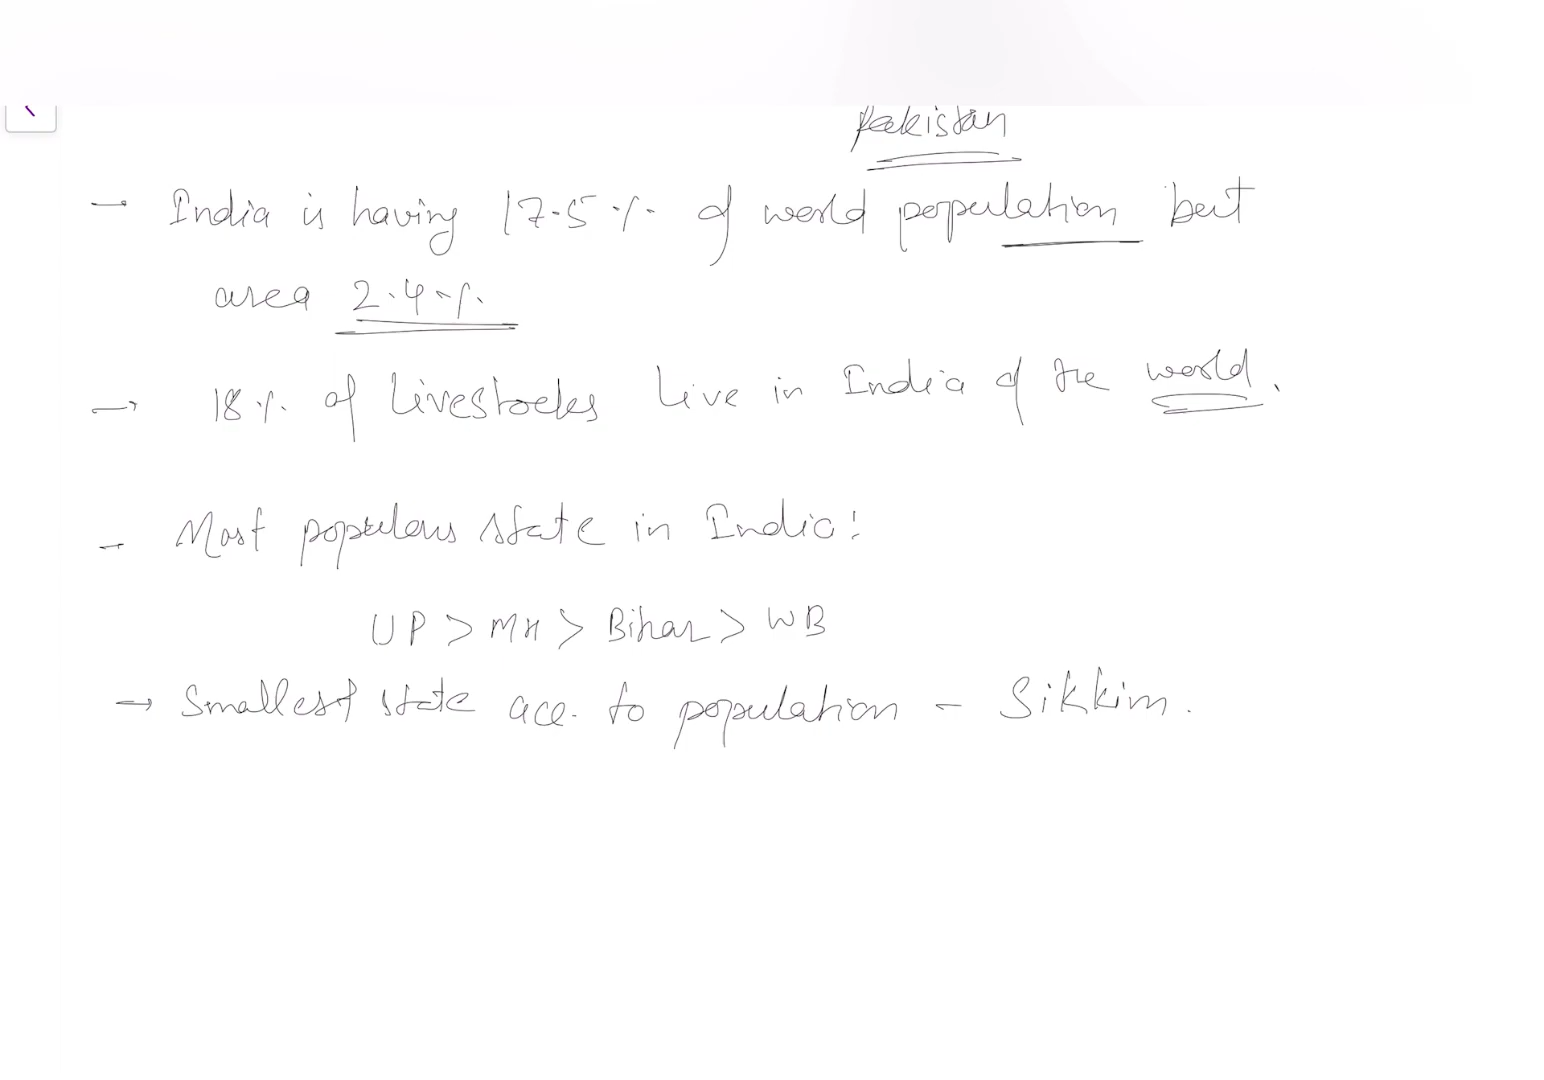 Pakistan
→ India is having 17.5% of world population but
area 2.4%.
→ 18% of Livestocks Live in India of the world.
- Most populous state in India:
UP > MH > Bihar > WB
→ Smallest state acc. to population - Sikkim.